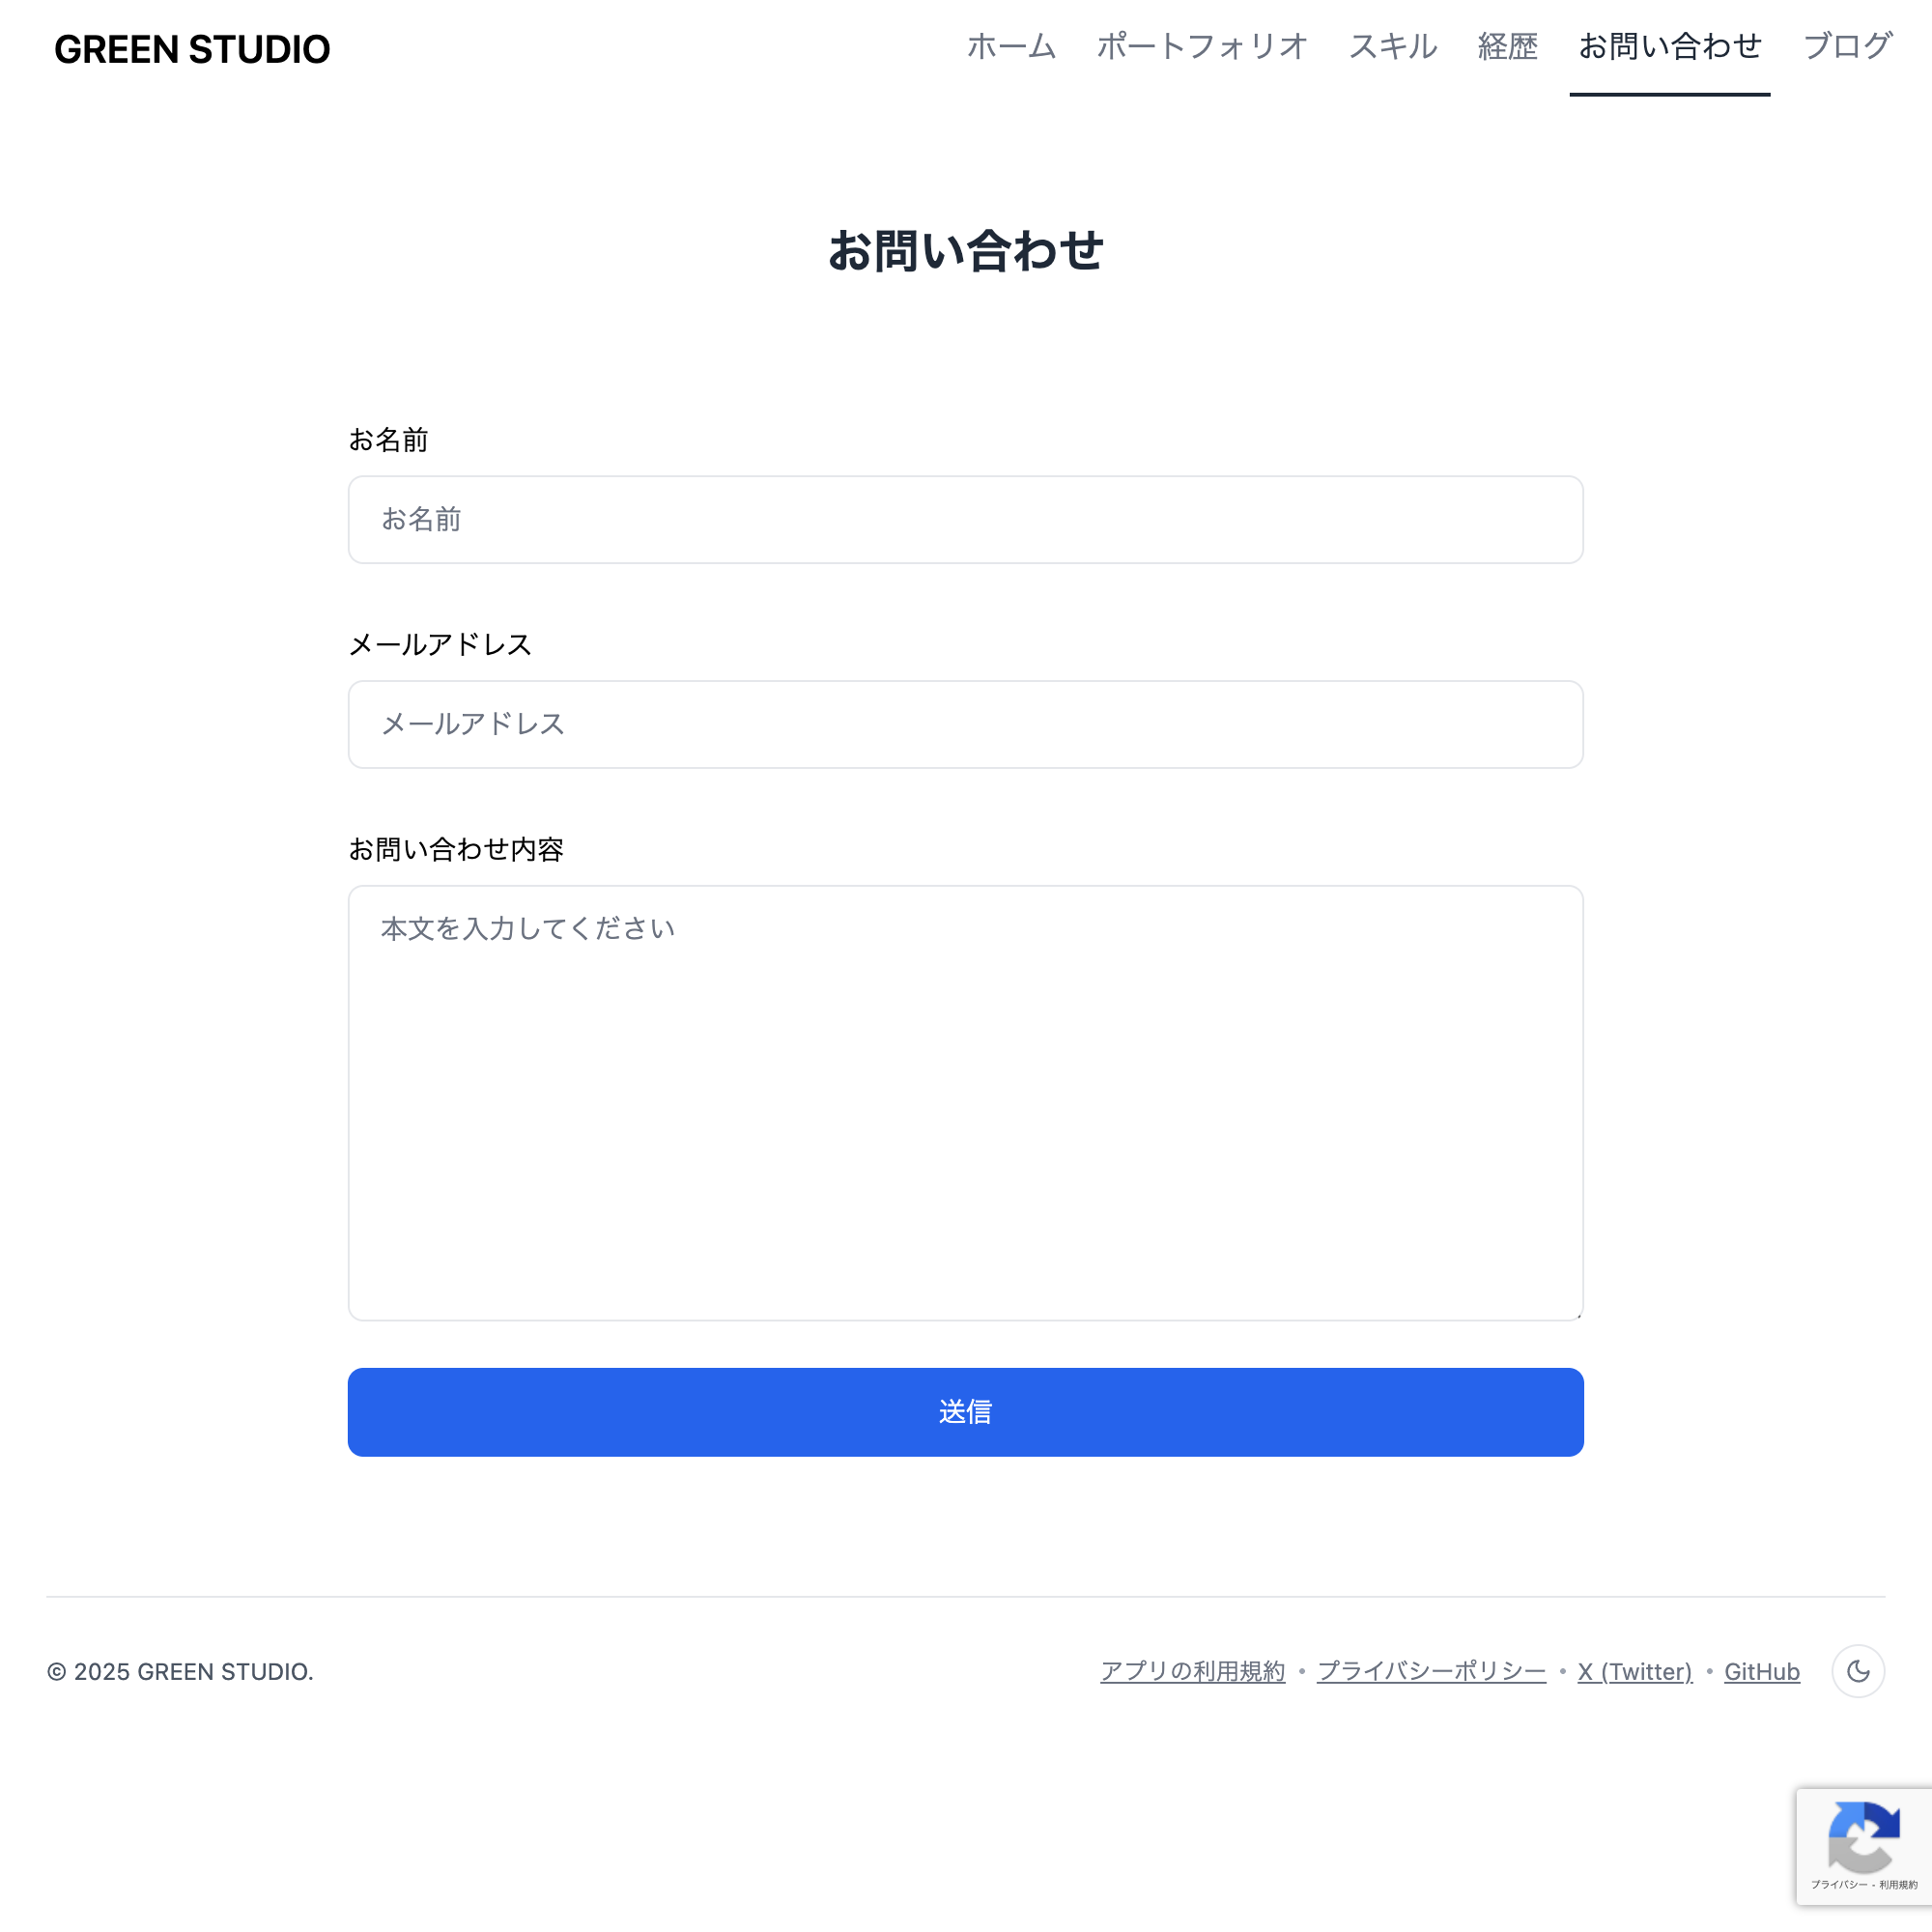 GREEN STUDIO
ホーム ポートフォリオ スキル 経歴 お問い合わせ ブログ
お問い合わせ
お名前
お名前
メールアドレス
メールアドレス
お問い合わせ内容
本文を入力してください
送信
© 2025 GREEN STUDIO.
アプリの利用規約 • プライバシーポリシー • X (Twitter) • GitHub
プライバシー - 利用規約